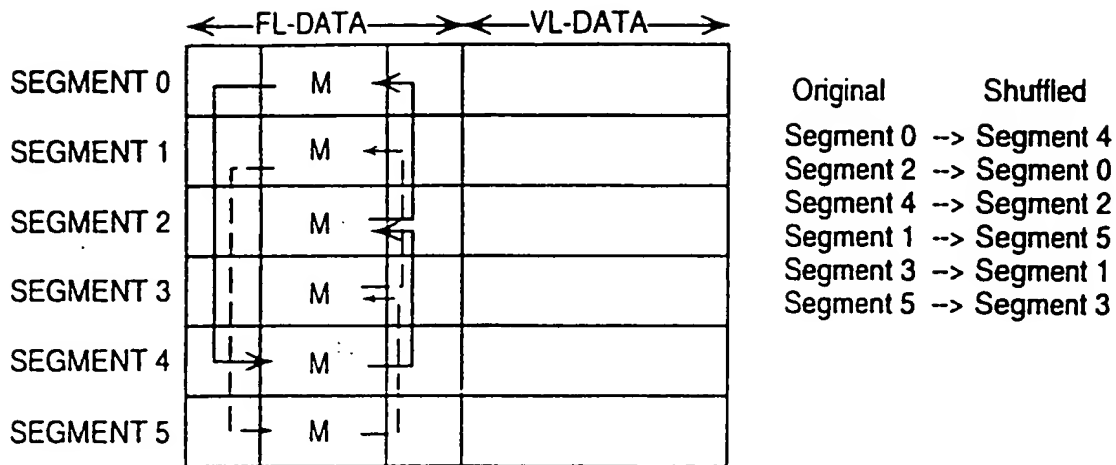 FL-DATA VL-DATA
SEGMENT 0 M
SEGMENT 1 M
SEGMENT 2 M
SEGMENT 3 M
SEGMENT 4 M
SEGMENT 5 M
Original Shuffled
Segment 0 --> Segment 4
Segment 2 --> Segment 0
Segment 4 --> Segment 2
Segment 1 --> Segment 5
Segment 3 --> Segment 1
Segment 5 --> Segment 3